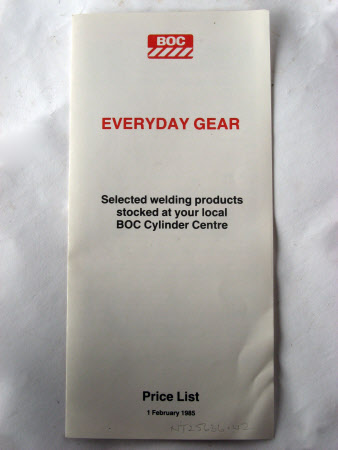 BOC
EVERYDAY GEAR
Selected welding products
stocked at your local
BOC Cylinder Centre
Price List
1 February 1985